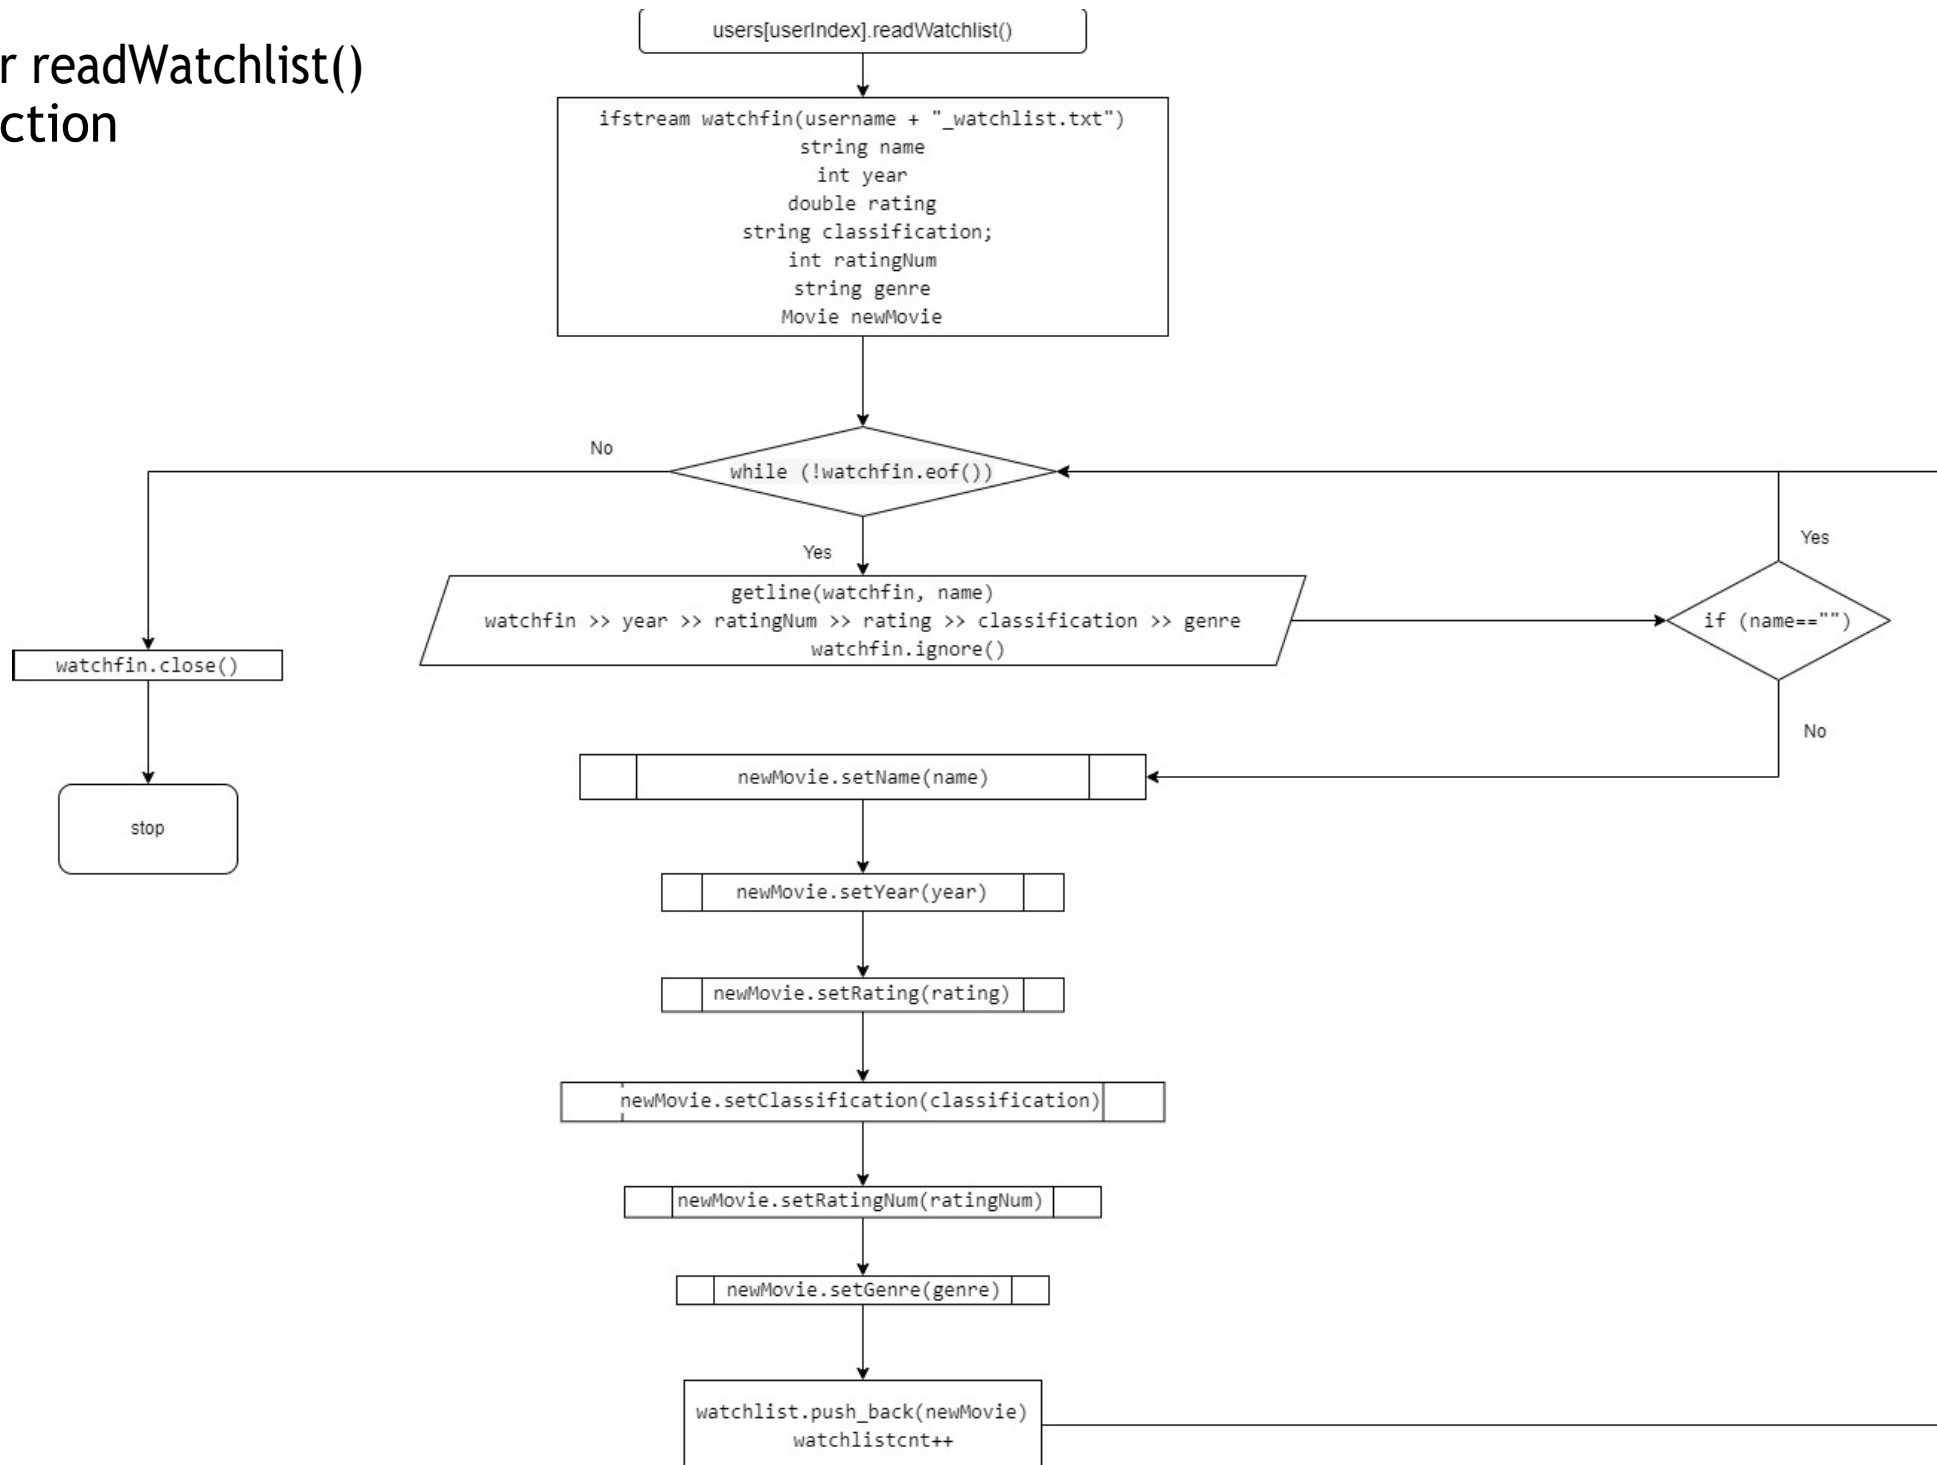 r readWatchlist()
ction
users[userIndex].readWatchlist()
ifstream watchfin(username + "_watchlist.txt")
string name
int year
double rating
string classification;
int ratingNum
string genre
Movie newMovie
No
while (!watchfin.eof())
Yes
Yes
getline(watchfin, name)
watchfin >> year >> ratingNum >> rating >> classification >> genre
watchfin.ignore()
if (name=="")
watchfin.close()
No
newMovie.setName(name)
stop
newMovie.setYear(year)
newMovie.setRating(rating)
newMovie.setClassification(classification)
newMovie.setRatingNum(ratingNum)
newMovie.setGenre(genre)
watchlist.push_back(newMovie)
watchlistcnt++